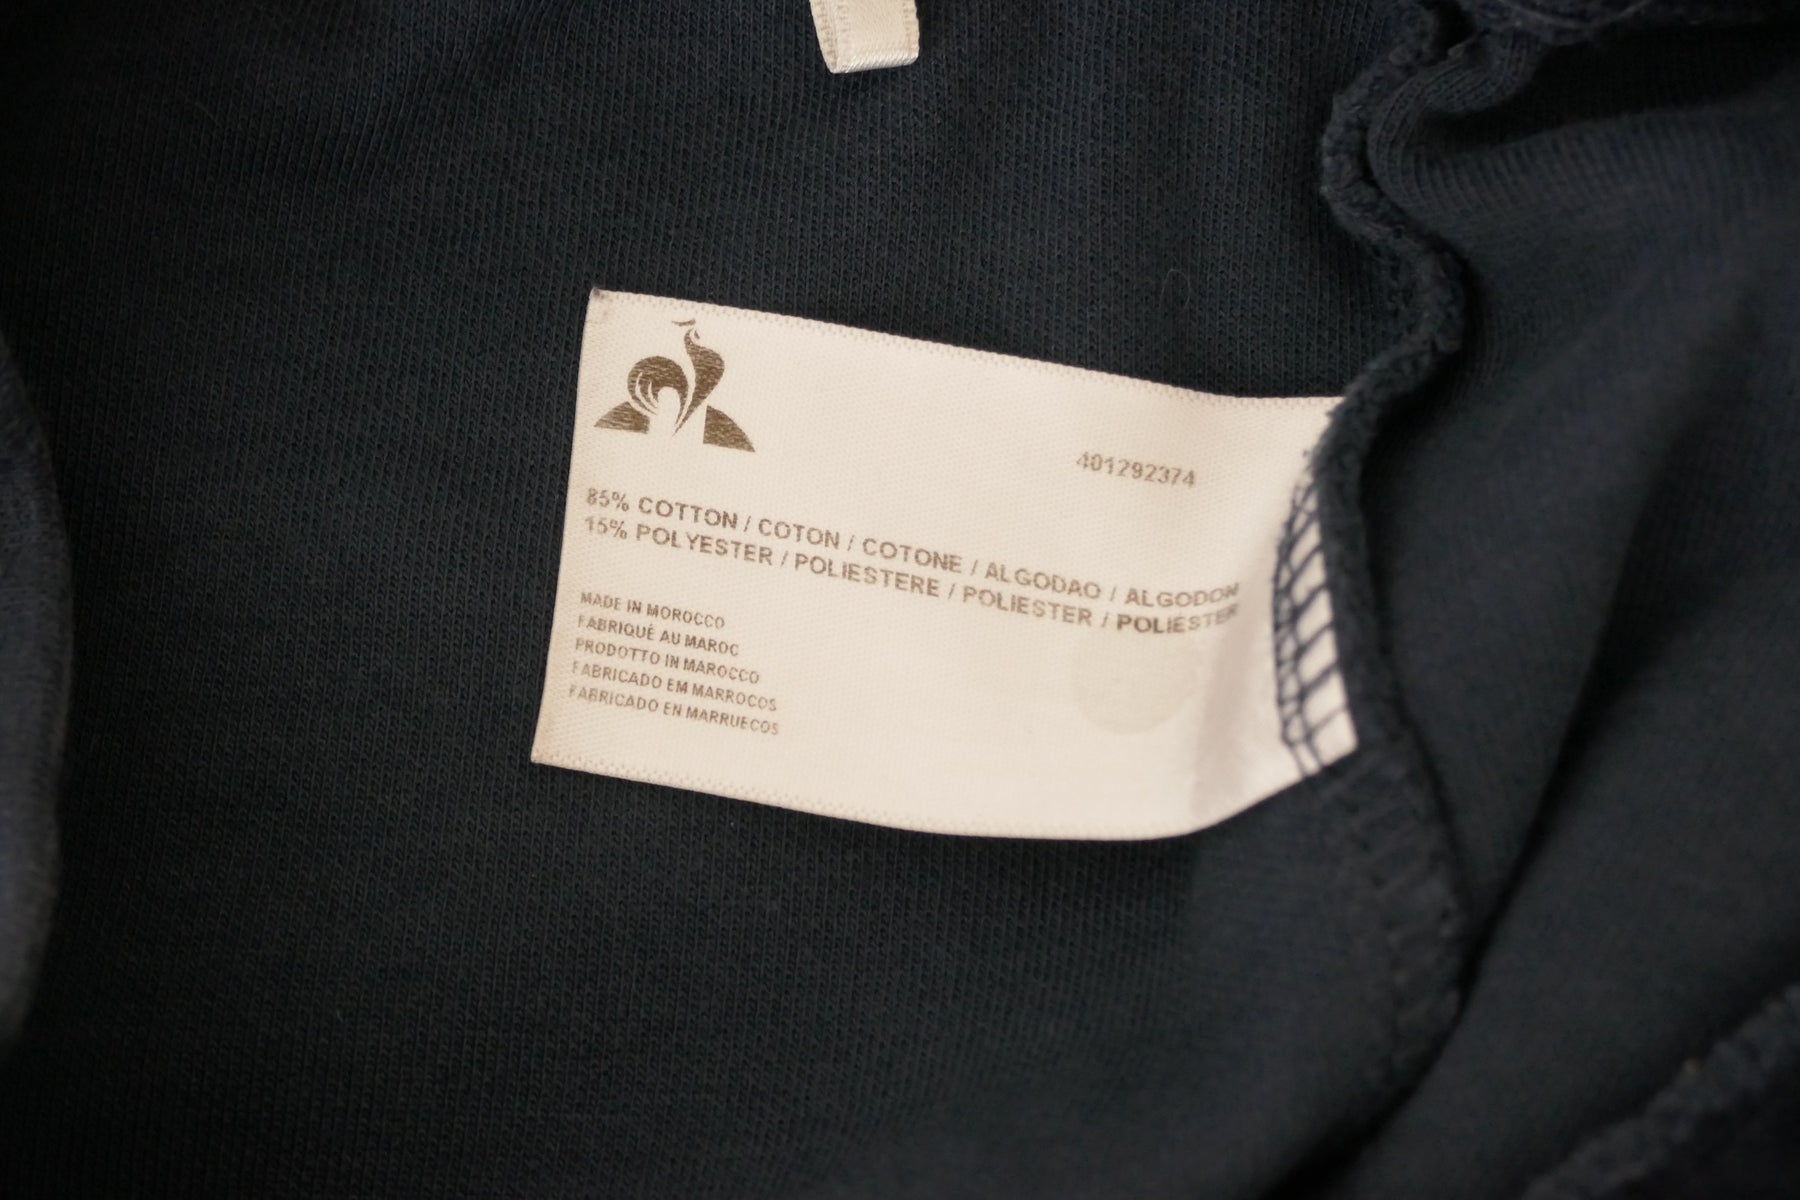 401292374
85% COTTON / COTON / COTONE / ALGODAO / ALGODON
15% POLYESTER / POLIESTERE / POLIESTER / POLIESTER
MADE IN MOROCCO
FABRIQUÉ AU MAROC
PRODOTTO IN MAROCCO
FABRICADO EM MARROCOS
FABRICADO EN MARRUECOS